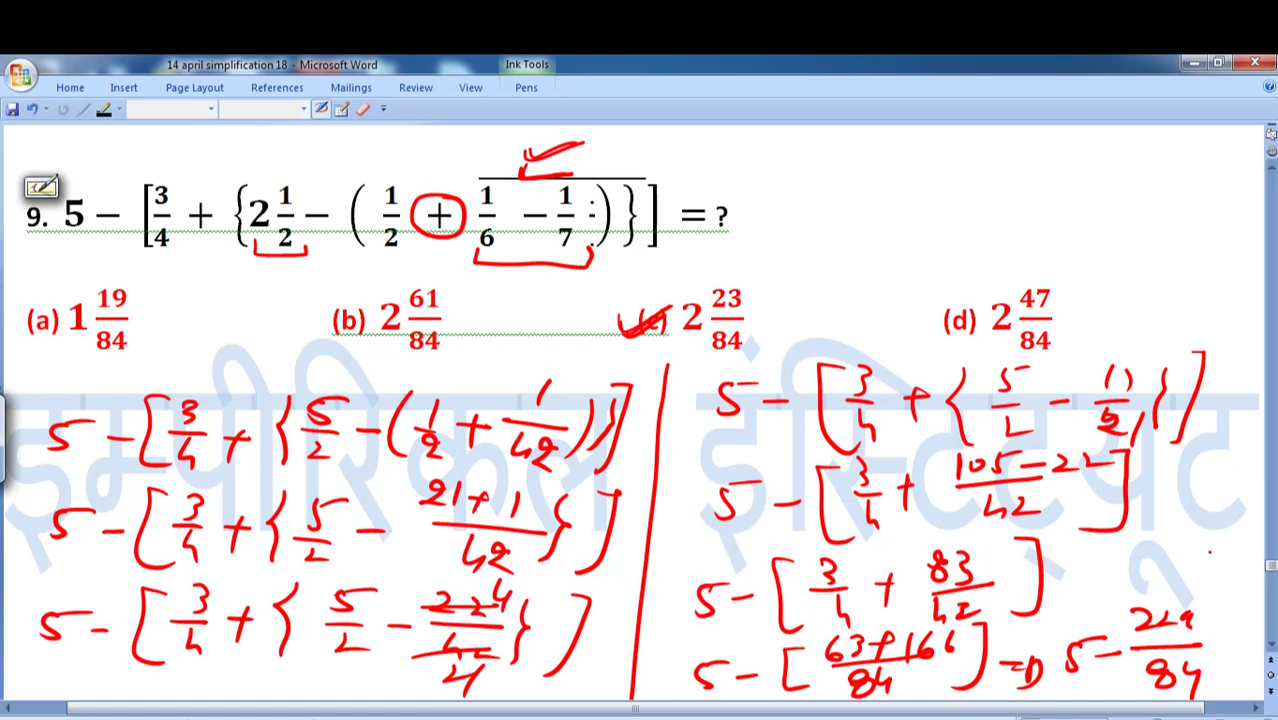 14 april simplification 18 - Microsoft Word
Ink Tools
Home Insert Page Layout References Mailings Review View Pens
9. 5 − [3/4 + {2 1/2 − ( 1/2 + 1/6 − 1/7 )}] = ?
(a) 1 19/84 (b) 2 61/84 (c) 2 23/84 (d) 2 47/84
5 − [3/4 + {5/2 − (1/2 + 1/42)}]
5 − [3/4 + {5/2 − 21+1/42}]
5 − [3/4 + { 5/2 −
5 − [3/4 + {5/2 −
5 − [3/4 + 105−22/42]
5 − [3/4 + 83/42]
5 − [63+166/84] ⇒ 5 − 229/84
इम्पीरिकल इंस्टिट्यूट